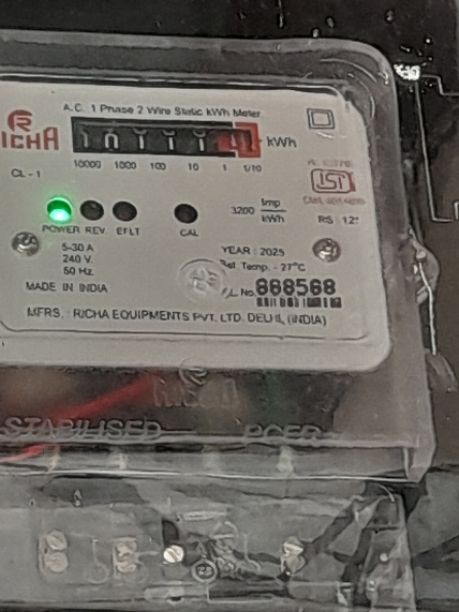 A.C. 1 Phase 2 Wire Static kWh Meter
RICHA
kWh
10000 1000 100 10 1 1/10
CL - 1
ISI
3200 Imp/kWh
POWER REV. EFLT CAL
5-30 A
240 V.
50 Hz.
YEARː 2025
Ref. Temp. - 27°C
MADE IN INDIA
No. 868568
MFRS. : RICHA EQUIPMENTS PVT. LTD. DELHI, (INDIA)
STABILISED